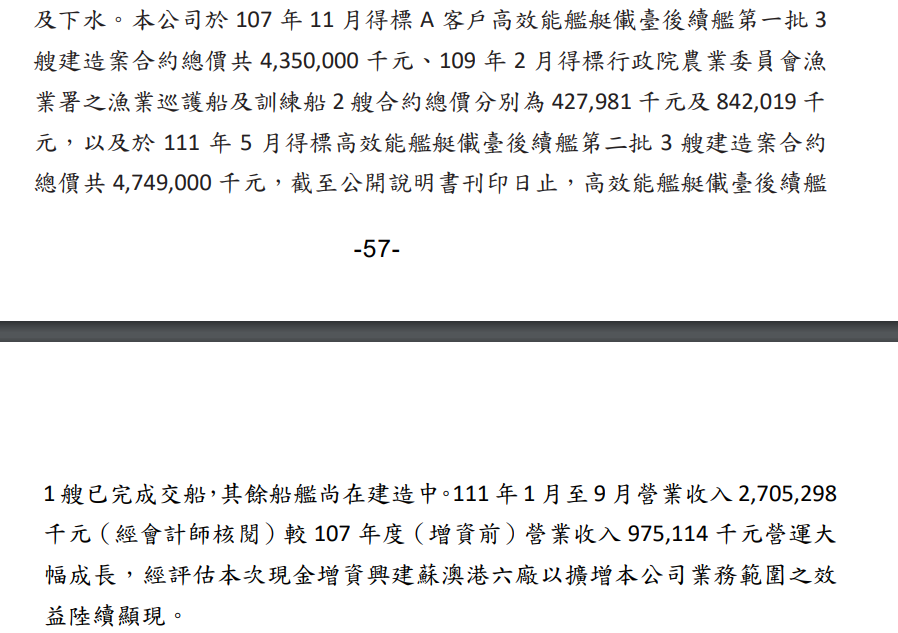 及下水。本公司於 107 年 11 月得標 A 客戶高效能艦艇儎臺後續艦第一批 3
艘建造案合約總價共 4,350,000 千元、109 年 2 月得標行政院農業委員會漁
業署之漁業巡護船及訓練船 2 艘合約總價分別為 427,981 千元及 842,019 千
元，以及於 111 年 5 月得標高效能艦艇儎臺後續艦第二批 3 艘建造案合約
總價共 4,749,000 千元，截至公開說明書刊印日止，高效能艦艇儎臺後續艦
-57-
1 艘已完成交船，其餘船艦尚在建造中。111 年 1 月至 9 月營業收入 2,705,298
千元（經會計師核閱）較 107 年度（增資前）營業收入 975,114 千元營運大
幅成長，經評估本次現金增資興建蘇澳港六廠以擴增本公司業務範圍之效
益陸續顯現。